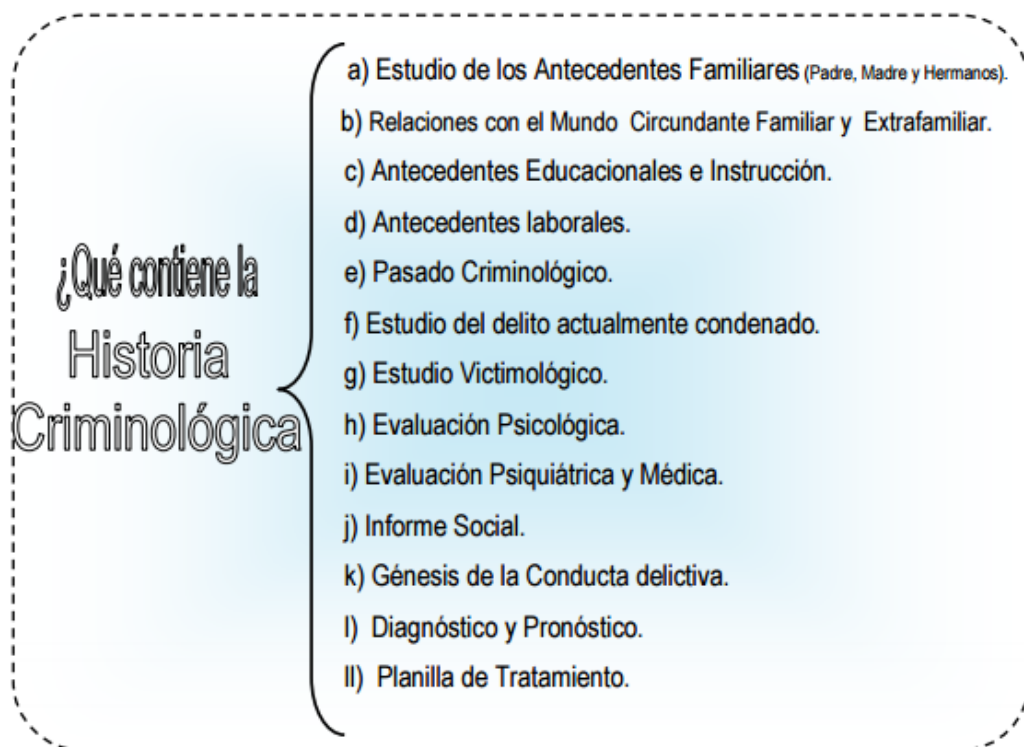 ¿Qué contiene la
Historia
Criminológica
a) Estudio de los Antecedentes Familiares (Padre, Madre y Hermanos).
b) Relaciones con el Mundo Circundante Familiar y Extrafamiliar.
c) Antecedentes Educacionales e Instrucción.
d) Antecedentes laborales.
e) Pasado Criminológico.
f) Estudio del delito actualmente condenado.
g) Estudio Victimológico.
h) Evaluación Psicológica.
i) Evaluación Psiquiátrica y Médica.
j) Informe Social.
k) Génesis de la Conducta delictiva.
l) Diagnóstico y Pronóstico.
ll) Planilla de Tratamiento.